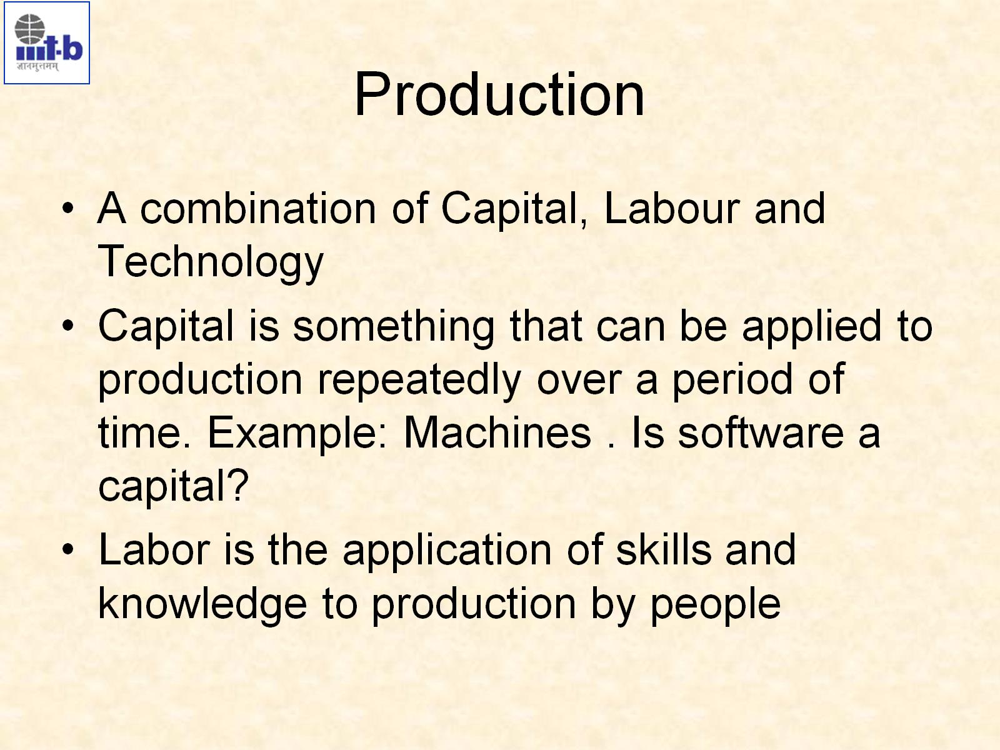 iiit-b
ज्ञानमुत्तमम्
Production
• A combination of Capital, Labour and
Technology
• Capital is something that can be applied to
production repeatedly over a period of
time. Example: Machines . Is software a
capital?
• Labor is the application of skills and
knowledge to production by people